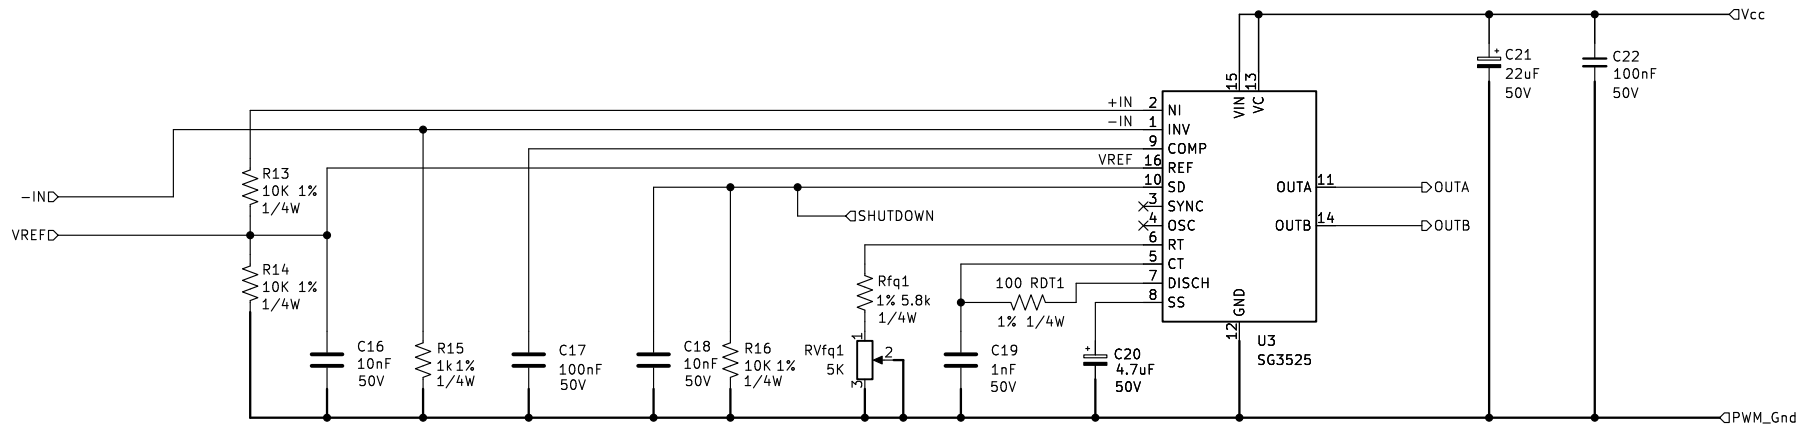 Vcc
C21
22uF
50V
C22
100nF
50V
15
VIN
13
VC
+IN 2 NI
-IN 1 INV
9 COMP
VREF 16 REF
10 SD
3 SYNC
4 OSC
6 RT
5 CT
7 DISCH
8 SS
GND
12
OUTA 11 OUTA
OUTB 14 OUTB
U3
SG3525
-IN
VREF
SHUTDOWN
R13
10K 1%
1/4W
R14
10K 1%
1/4W
Rfq1
1% 5.8k
1/4W
100 RDT1
1% 1/4W
C16
10nF
50V
R15
1k1%
1/4W
C17
100nF
50V
C18
10nF
50V
R16
10K 1%
1/4W
RVfq1
5K
1
2
3
C19
1nF
50V
C20
4.7uF
50V
PWM_Gnd